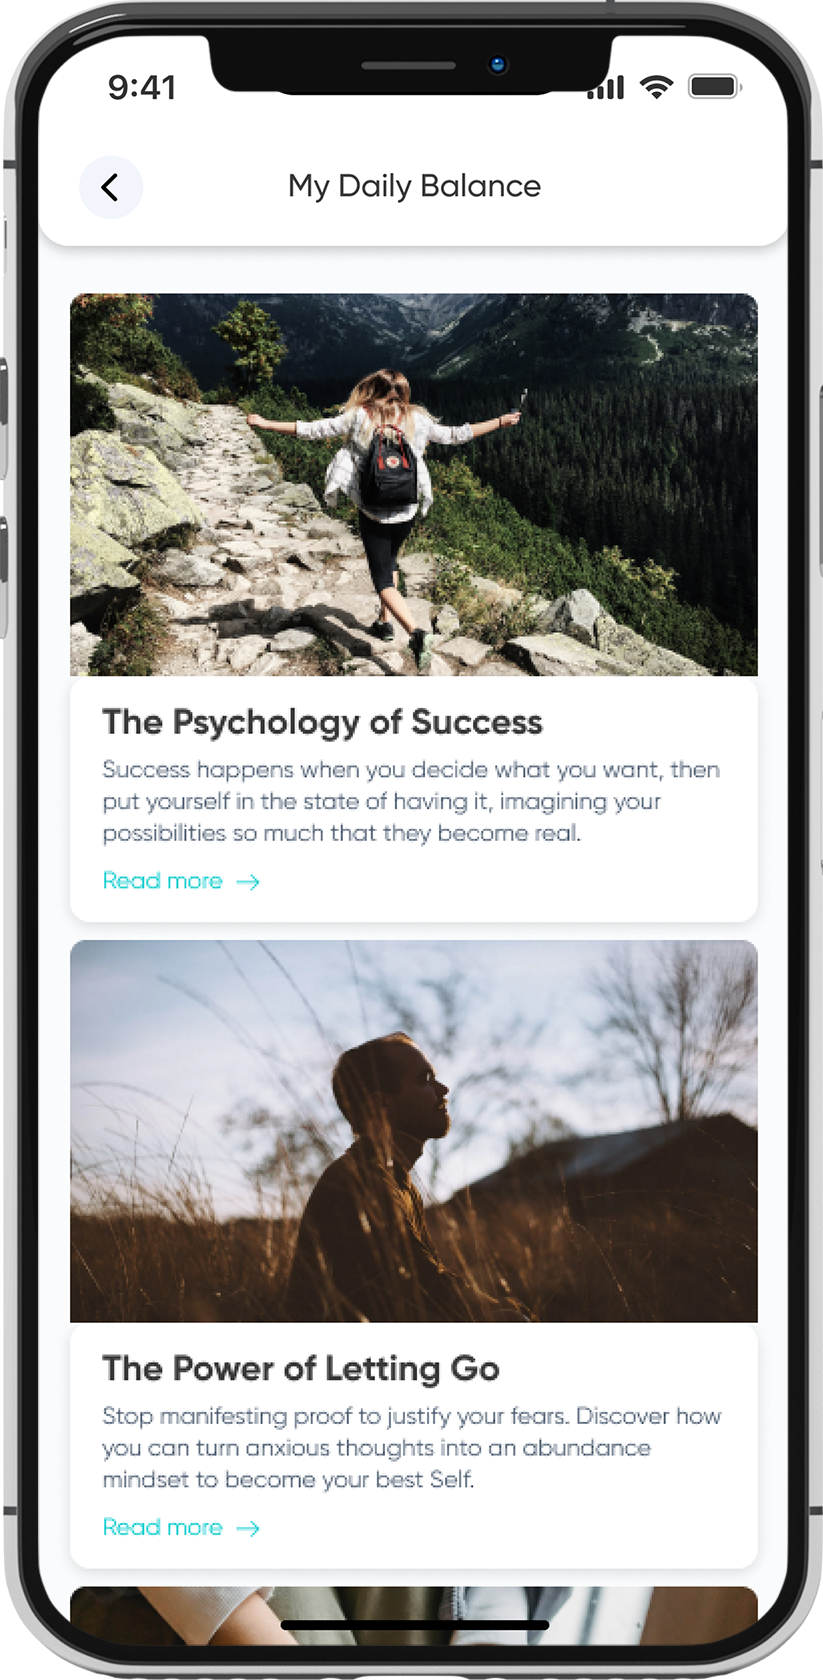 9:41
My Daily Balance
The Psychology of Success
Success happens when you decide what you want, then
put yourself in the state of having it, imagining your
possibilities so much that they become real.
Read more →
The Power of Letting Go
Stop manifesting proof to justify your fears. Discover how
you can turn anxious thoughts into an abundance
mindset to become your best Self.
Read more →